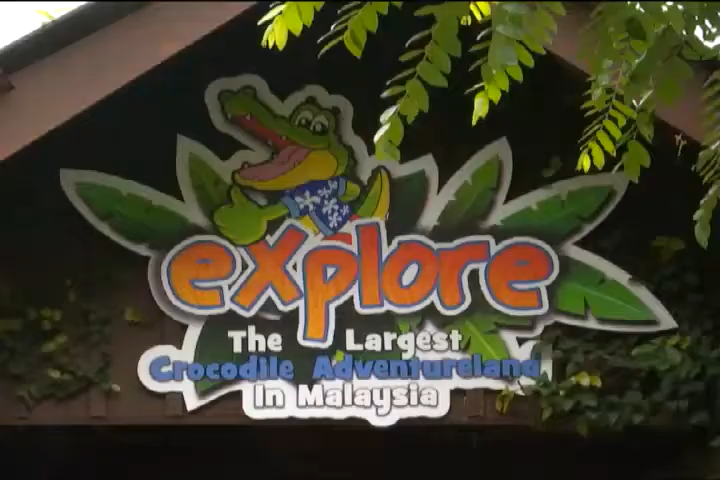 explore
The Largest
Crocodile Adventureland
In Malaysia